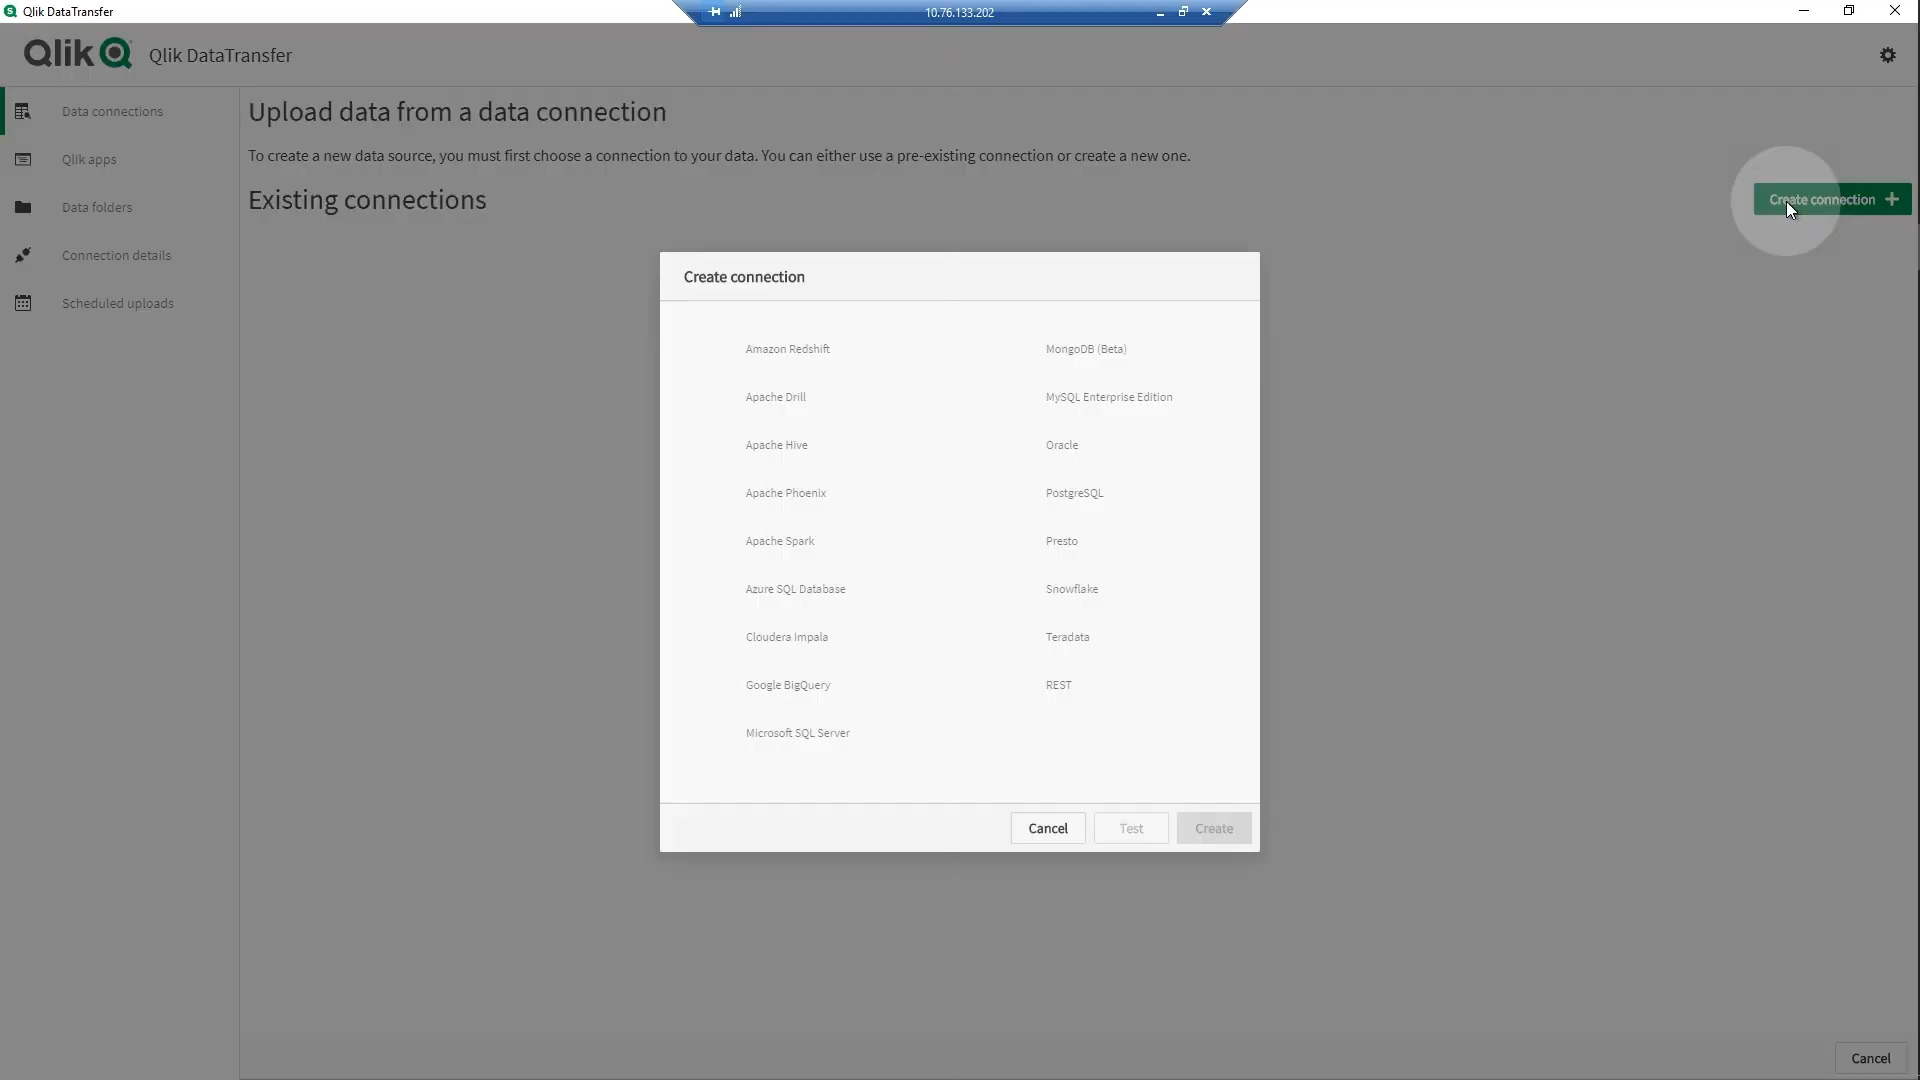 Qlik DataTransfer
10.76.133.202
Qlik
Qlik DataTransfer
Data connections
Qlik apps
Data folders
Connection details
Scheduled uploads
Upload data from a data connection
To create a new data source, you must first choose a connection to your data. You can either use a pre-existing connection or create a new one.
Existing connections
Create connection
Create connection
Amazon Redshift
Apache Drill
Apache Hive
Apache Phoenix
Apache Spark
Azure SQL Database
Cloudera Impala
Google BigQuery
Microsoft SQL Server
MongoDB (Beta)
MySQL Enterprise Edition
Oracle
PostgreSQL
Presto
Snowflake
Teradata
REST
Cancel
Test
Create
Cancel